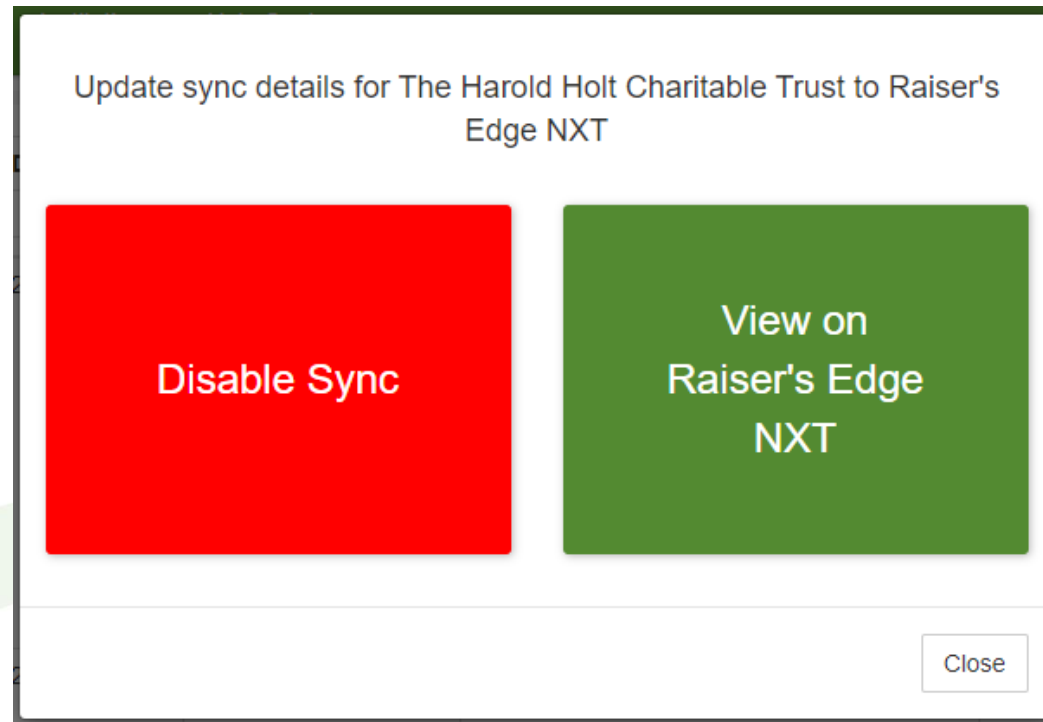 Update sync details for The Harold Holt Charitable Trust to Raiser's
Edge NXT
Disable Sync
View on
Raiser's Edge
NXT
Close